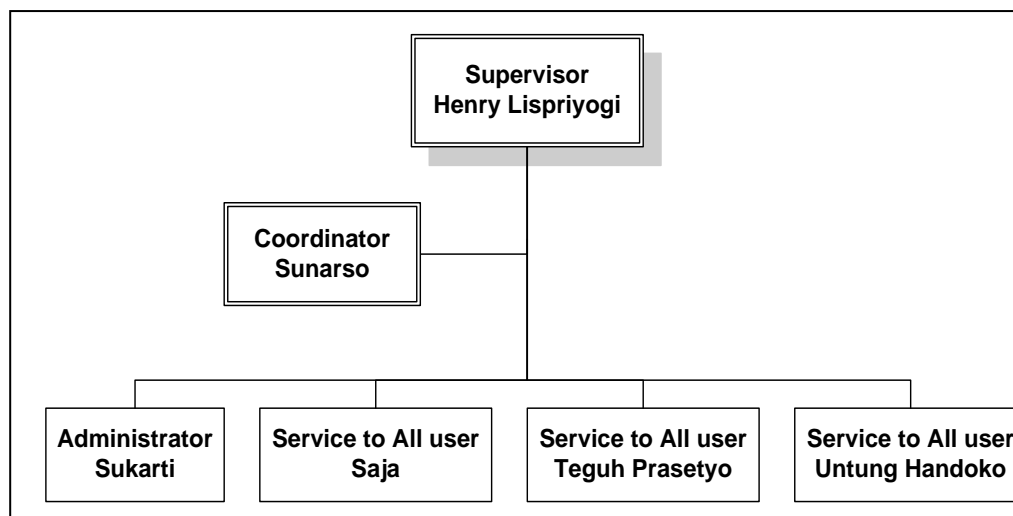 Supervisor
Henry Lispriyogi
Coordinator
Sunarso
Administrator
Sukarti
Service to All user
Saja
Service to All user
Teguh Prasetyo
Service to All user
Untung Handoko